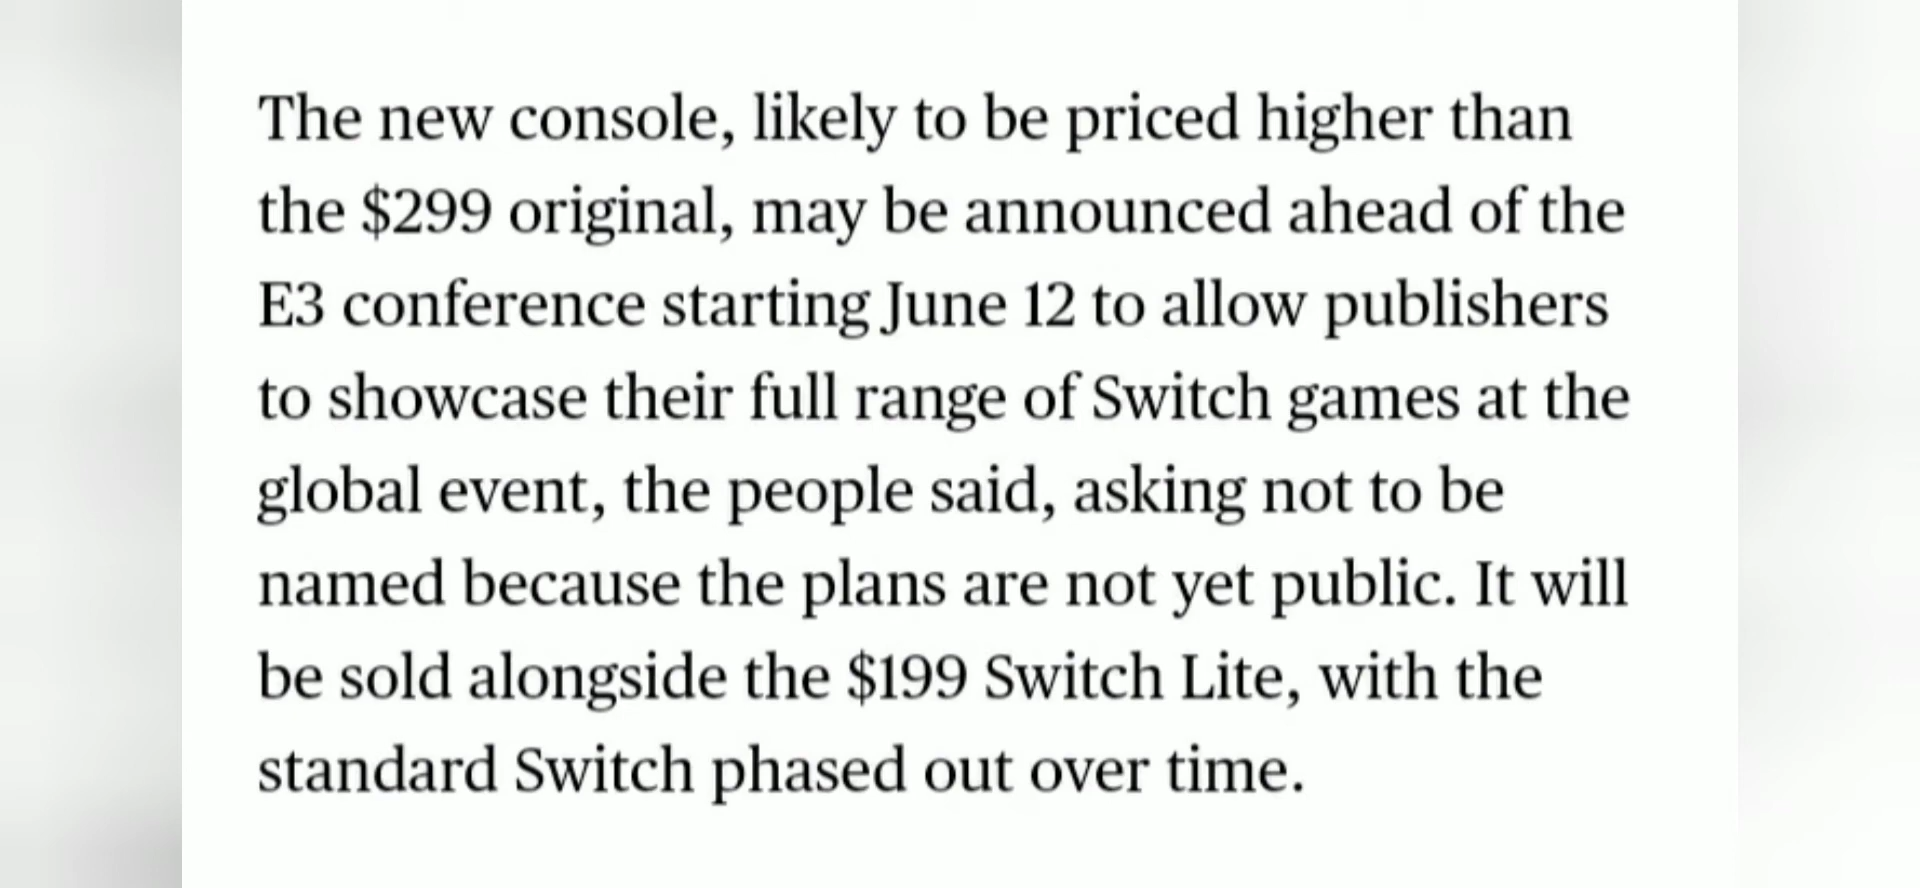 The new console, likely to be priced higher than
the $299 original, may be announced ahead of the
E3 conference starting June 12 to allow publishers
to showcase their full range of Switch games at the
global event, the people said, asking not to be
named because the plans are not yet public. It will
be sold alongside the $199 Switch Lite, with the
standard Switch phased out over time.